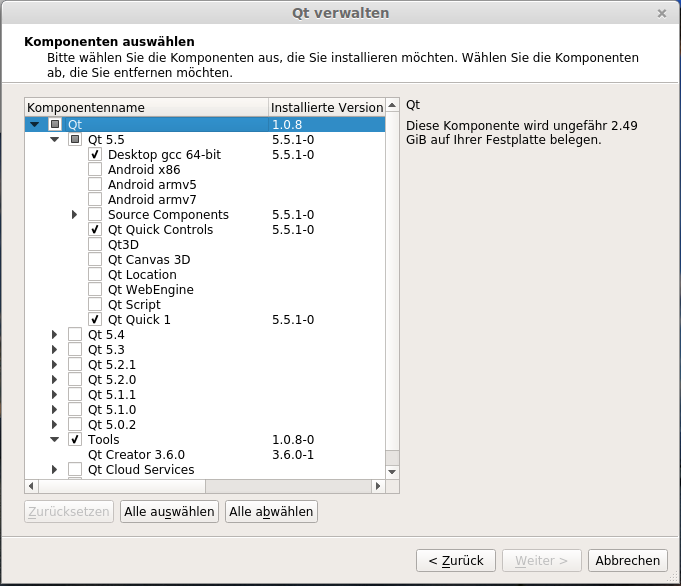 Qt verwalten
Komponenten auswählen
Bitte wählen Sie die Komponenten aus, die Sie installieren möchten. Wählen Sie die Komponenten
ab, die Sie entfernen möchten.
Komponentenname Installierte Version
Qt 1.0.8
Qt 5.5 5.5.1-0
Desktop gcc 64-bit 5.5.1-0
Android x86
Android armv5
Android armv7
Source Components 5.5.1-0
Qt Quick Controls 5.5.1-0
Qt3D
Qt Canvas 3D
Qt Location
Qt WebEngine
Qt Script
Qt Quick 1 5.5.1-0
Qt 5.4
Qt 5.3
Qt 5.2.1
Qt 5.2.0
Qt 5.1.1
Qt 5.1.0
Qt 5.0.2
Tools 1.0.8-0
Qt Creator 3.6.0 3.6.0-1
Qt Cloud Services
Qt
Diese Komponente wird ungefähr 2.49
GiB auf Ihrer Festplatte belegen.
Zurücksetzen Alle auswählen Alle abwählen
< Zurück Weiter > Abbrechen